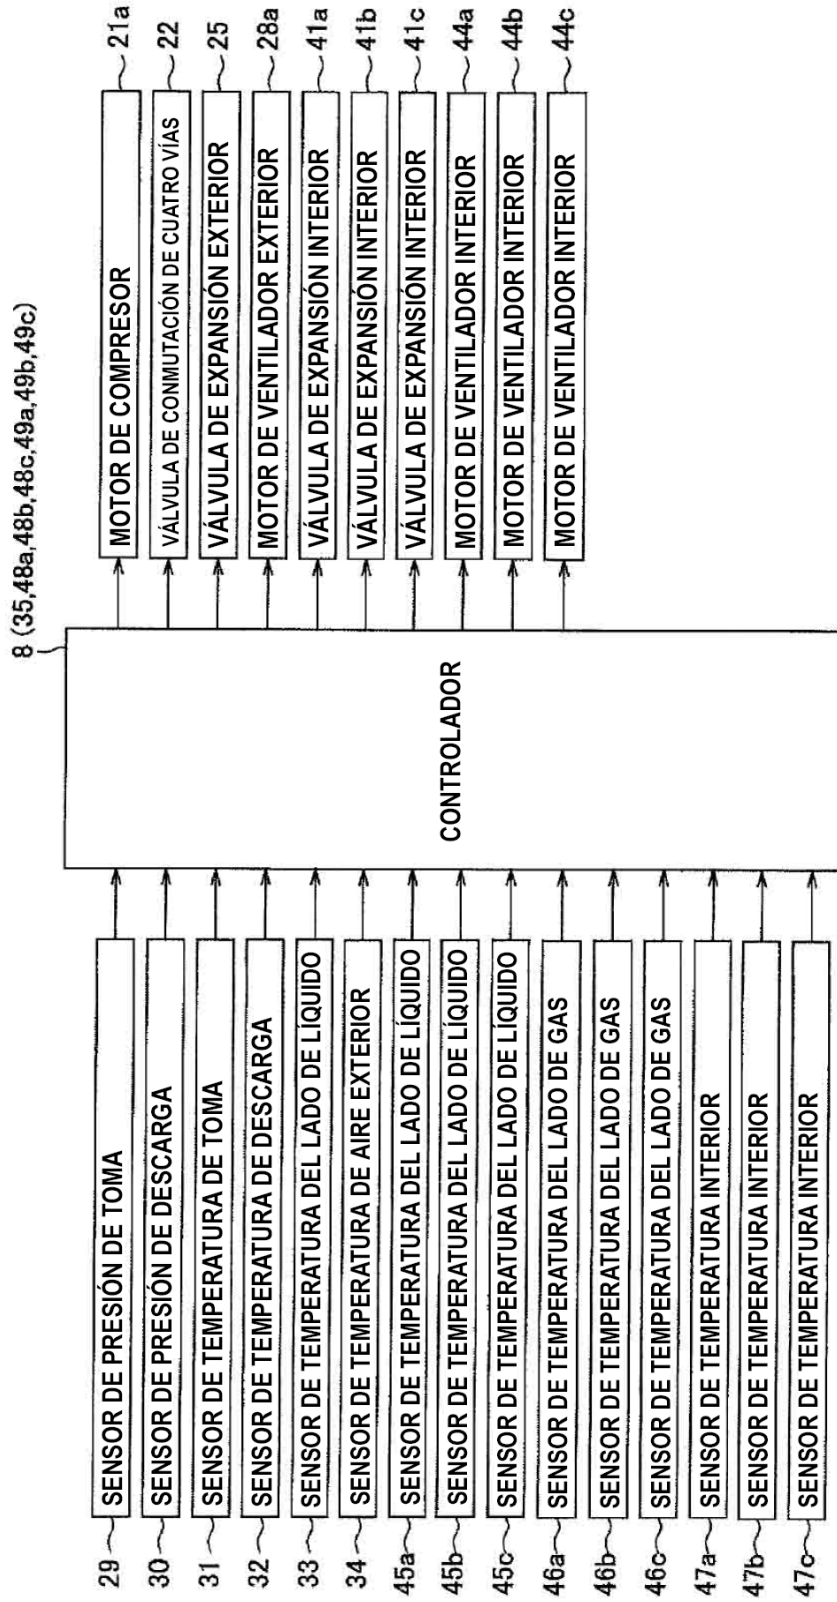 8 (35,48a,48b,48c,49a,49b,49c)
29 SENSOR DE PRESIÓN DE TOMA
30 SENSOR DE PRESIÓN DE DESCARGA
31 SENSOR DE TEMPERATURA DE TOMA
32 SENSOR DE TEMPERATURA DE DESCARGA
33 SENSOR DE TEMPERATURA DEL LADO DE LÍQUIDO
34 SENSOR DE TEMPERATURA DE AIRE EXTERIOR
45a SENSOR DE TEMPERATURA DEL LADO DE LÍQUIDO
45b SENSOR DE TEMPERATURA DEL LADO DE LÍQUIDO
45c SENSOR DE TEMPERATURA DEL LADO DE LÍQUIDO
46a SENSOR DE TEMPERATURA DEL LADO DE GAS
46b SENSOR DE TEMPERATURA DEL LADO DE GAS
46c SENSOR DE TEMPERATURA DEL LADO DE GAS
47a SENSOR DE TEMPERATURA INTERIOR
47b SENSOR DE TEMPERATURA INTERIOR
47c SENSOR DE TEMPERATURA INTERIOR
CONTROLADOR
MOTOR DE COMPRESOR 21a
VÁLVULA DE CONMUTACIÓN DE CUATRO VÍAS 22
VÁLVULA DE EXPANSIÓN EXTERIOR 25
MOTOR DE VENTILADOR EXTERIOR 28a
VÁLVULA DE EXPANSIÓN INTERIOR 41a
VÁLVULA DE EXPANSIÓN INTERIOR 41b
VÁLVULA DE EXPANSIÓN INTERIOR 41c
MOTOR DE VENTILADOR INTERIOR 44a
MOTOR DE VENTILADOR INTERIOR 44b
MOTOR DE VENTILADOR INTERIOR 44c